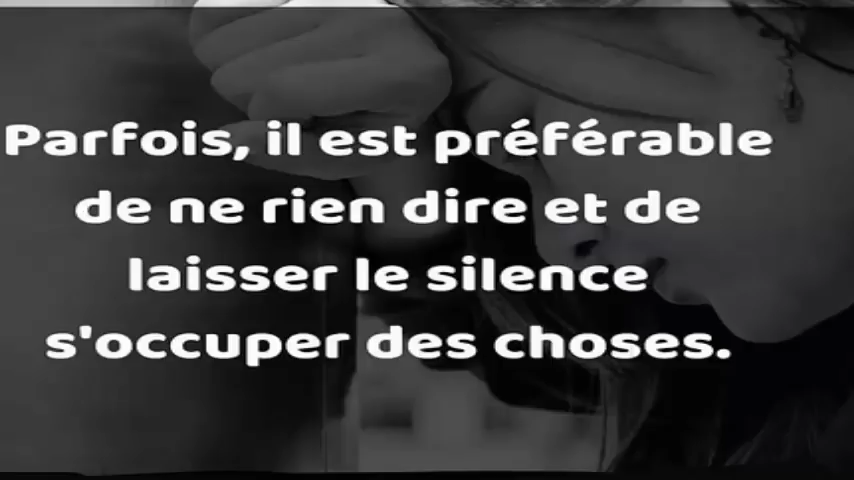 Parfois, il est préférable
de ne rien dire et de
laisser le silence
s'occuper des choses.